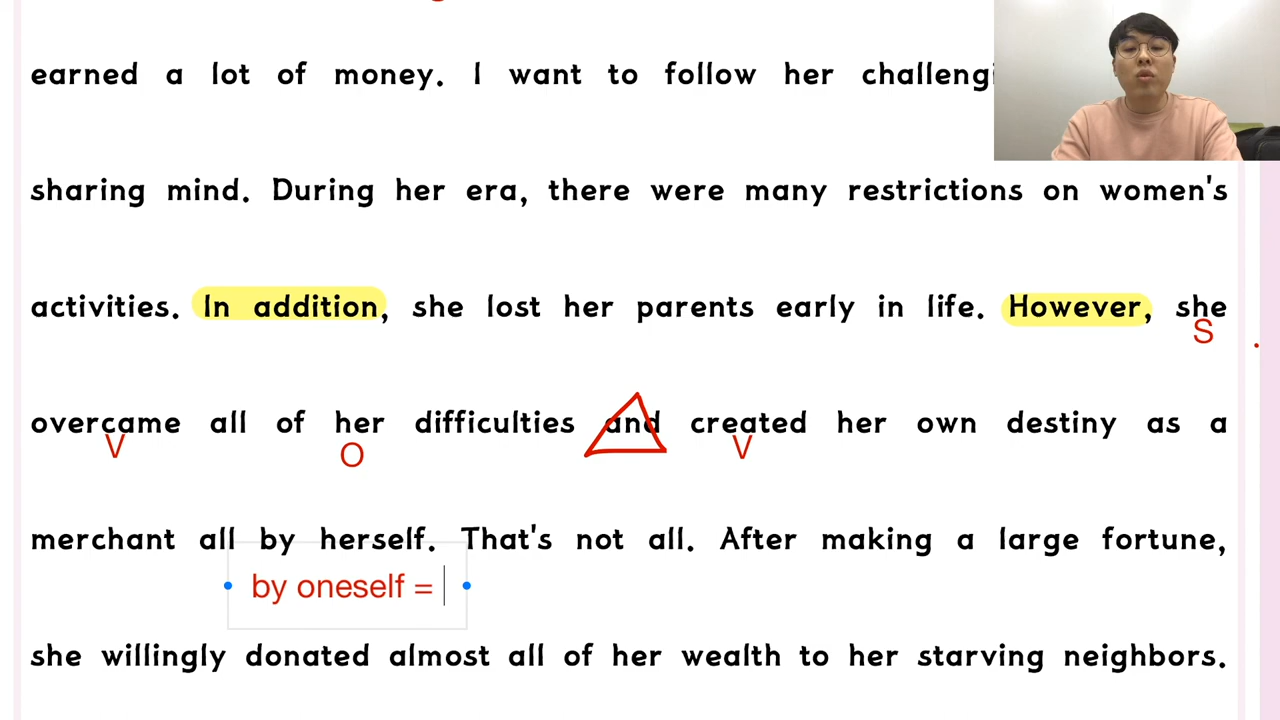 earned a lot of money. I want to follow her
sharing mind. During her era, there were many restrictions on women's
activities. In addition, she lost her parents early in life. However, she
S
overcame all of her difficulties and created her own destiny as a
V O V
merchant all by herself. That's not all. After making a large fortune,
by oneself =
she willingly donated almost all of her wealth to her starving neighbors.